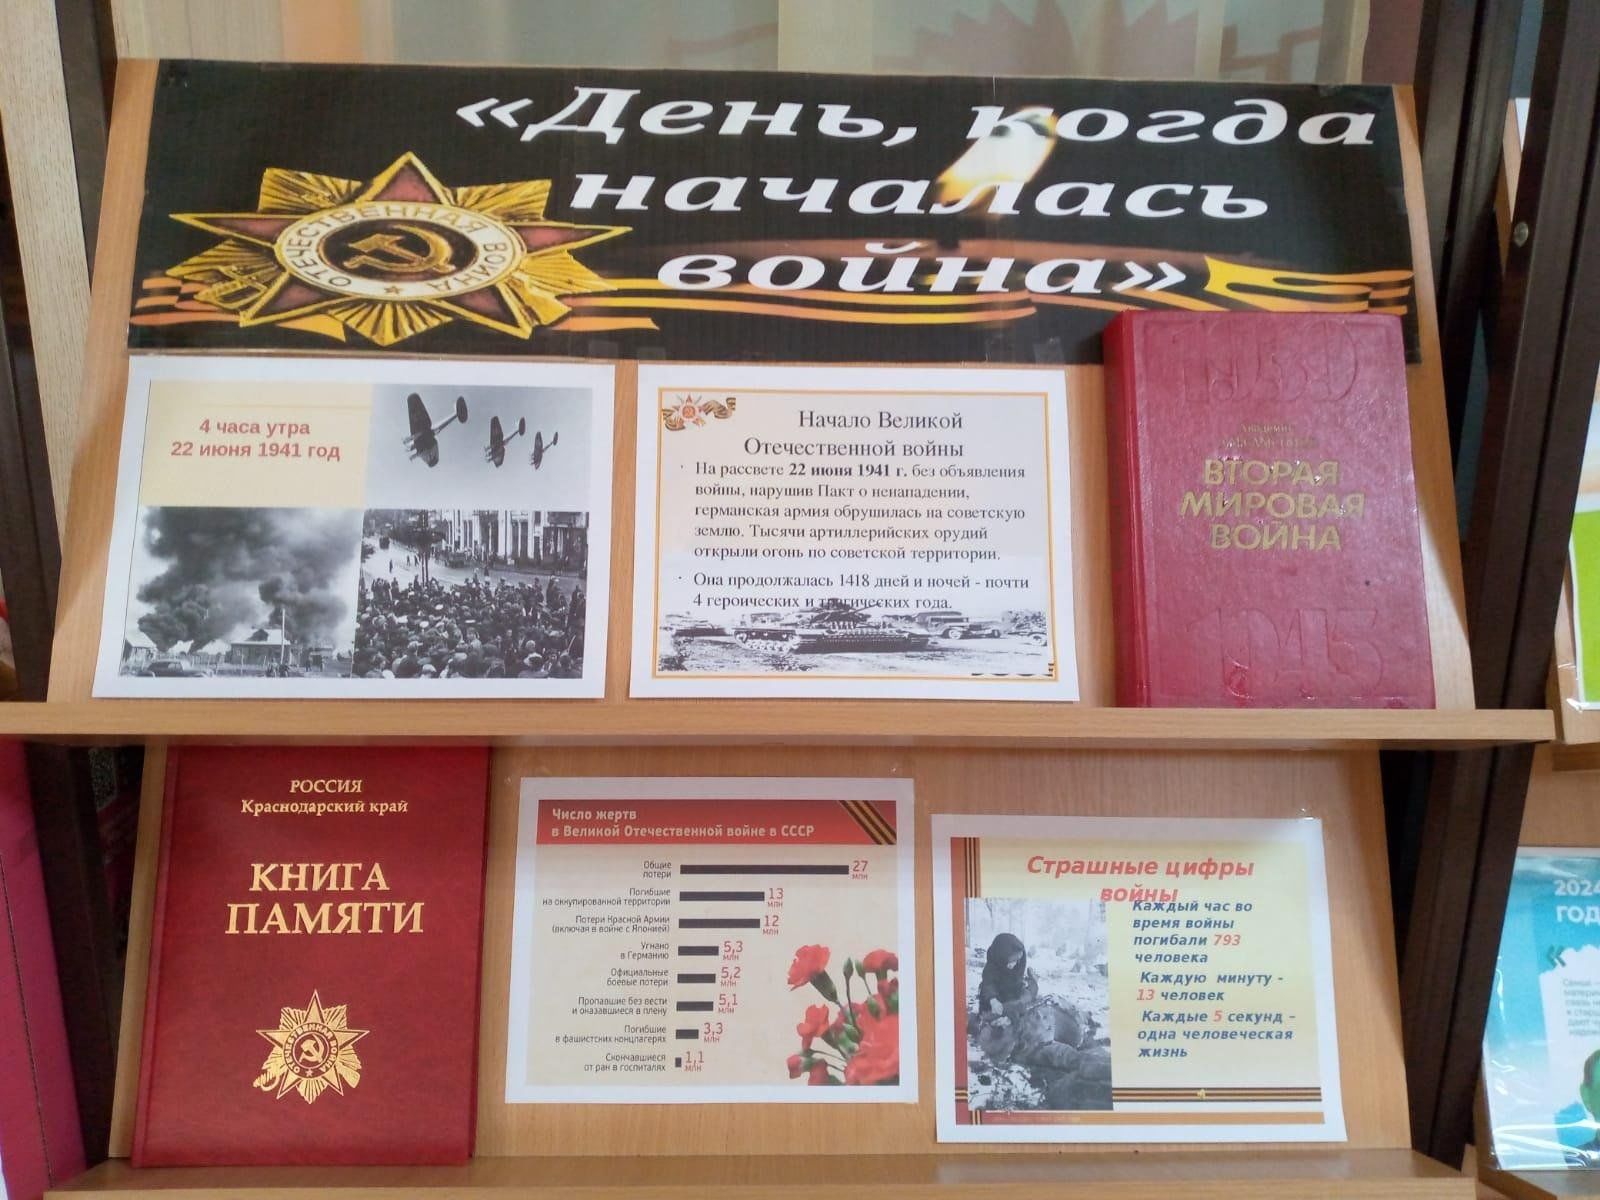 «День, когда
началась
война»
ОТЕЧЕСТВЕННАЯ ВОЙНА
4 часа утра
22 июня 1941 год
Начало Великой
Отечественной войны
· На рассвете 22 июня 1941 г. без объявления
войны, нарушив Пакт о ненападении,
германская армия обрушилась на советскую
землю. Тысячи артиллерийских орудий
открыли огонь по советской территории.
· Она продолжалась 1418 дней и ночей - почти
4 героических и трагических года.
1939
ВТОРАЯ
МИРОВАЯ
ВОЙНА
1945
РОССИЯ
Краснодарский край
КНИГА
ПАМЯТИ
ОТЕЧЕСТВЕННАЯ ВОЙНА
Число жертв
в Великой Отечественной войне в СССР
Общие
потери
27
млн
Погибшие
на оккупированной территории
13
млн
Потери Красной Армии
(включая в войне с Японией)
12
млн
Угнано
в Германию
5,3
млн
Официальные
боевые потери
5,2
млн
Пропавшие без вести
и оказавшиеся в плену
5,1
млн
Погибшие
в фашистских концлагерях
3,3
млн
Скончавшиеся
от ран в госпиталях
1,1
млн
Страшные цифры
войны
Каждый час во
время войны
погибали 793
человека
Каждую минуту -
13 человек
Каждые 5 секунд –
одна человеческая
жизнь
2024
ГОД
«